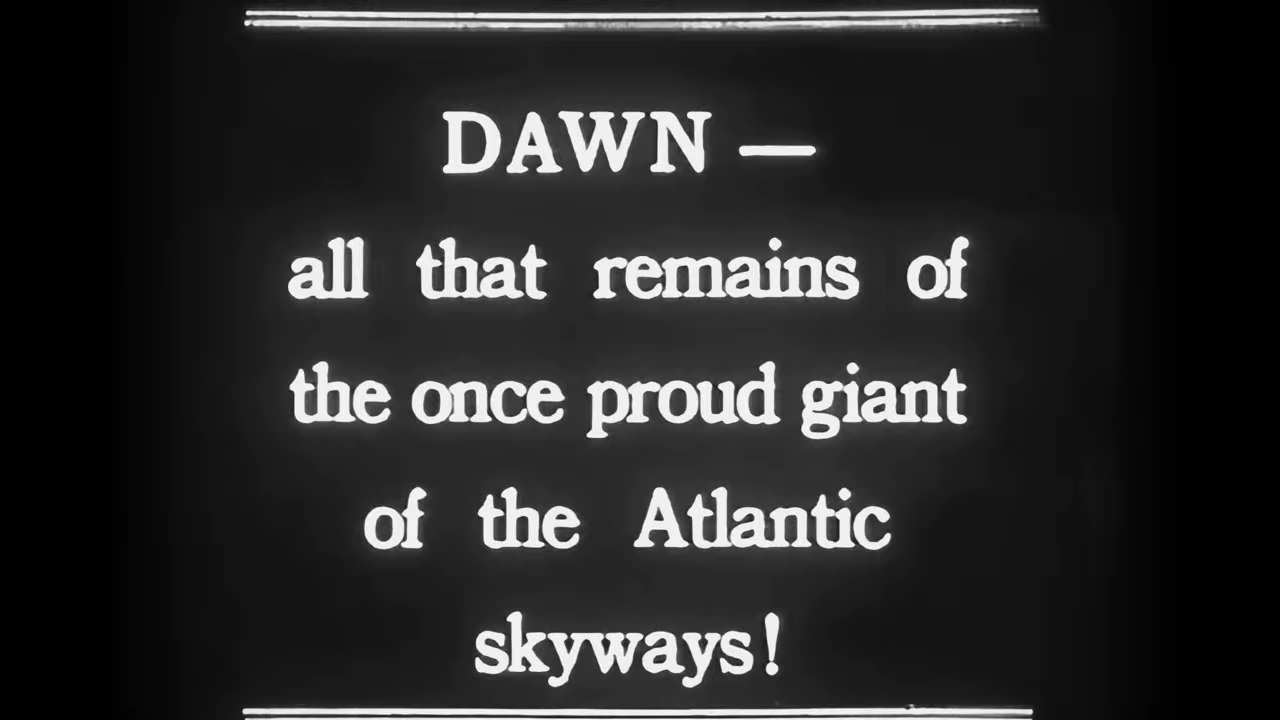 DAWN —
all that remains of
the once proud giant
of the Atlantic
skyways!